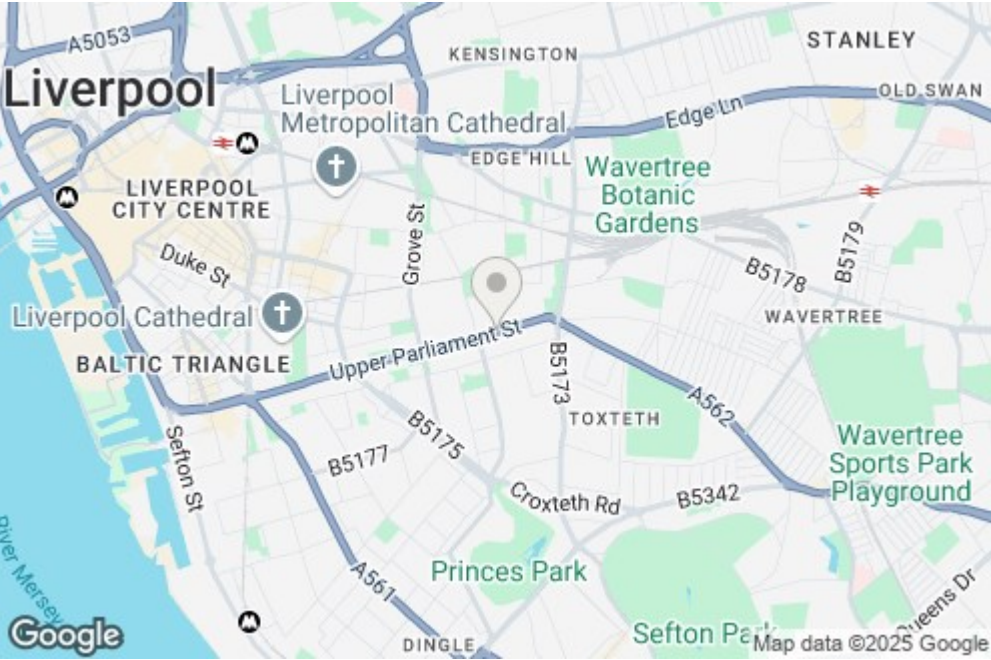 A5053
KENSINGTON
STANLEY
Liverpool
OLD SWAN
Liverpool
Metropolitan Cathedral
Edge Ln
EDGE HILL
Wavertree
Botanic
Gardens
LIVERPOOL
CITY CENTRE
Grove St
B5179
Duke St
B5178
Liverpool Cathedral
WAVERTREE
Upper Parliament St
BALTIC TRIANGLE
B5173
A562
TOXTETH
B5175
Sefton St
B5177
Wavertree
Sports Park
Playground
Croxteth Rd
B5342
River Mersey
A561
Princes Park
Queens Dr
Google
DINGLE
Sefton Park
Map data ©2025 Google